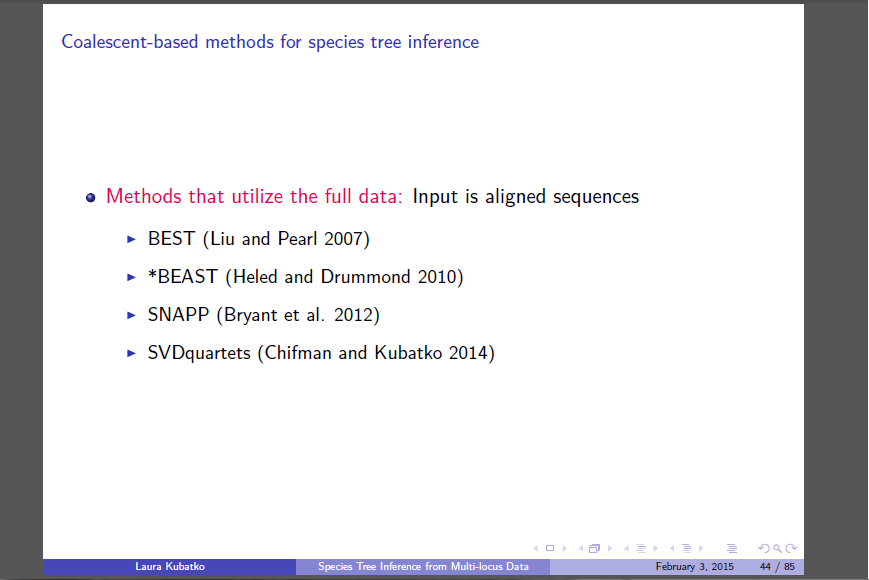 Coalescent-based methods for species tree inference
Methods that utilize the full data: Input is aligned sequences
BEST (Liu and Pearl 2007)
*BEAST (Heled and Drummond 2010)
SNAPP (Bryant et al. 2012)
SVDquartets (Chifman and Kubatko 2014)
Laura Kubatko Species Tree Inference from Multi-locus Data February 3, 2015 44 / 85